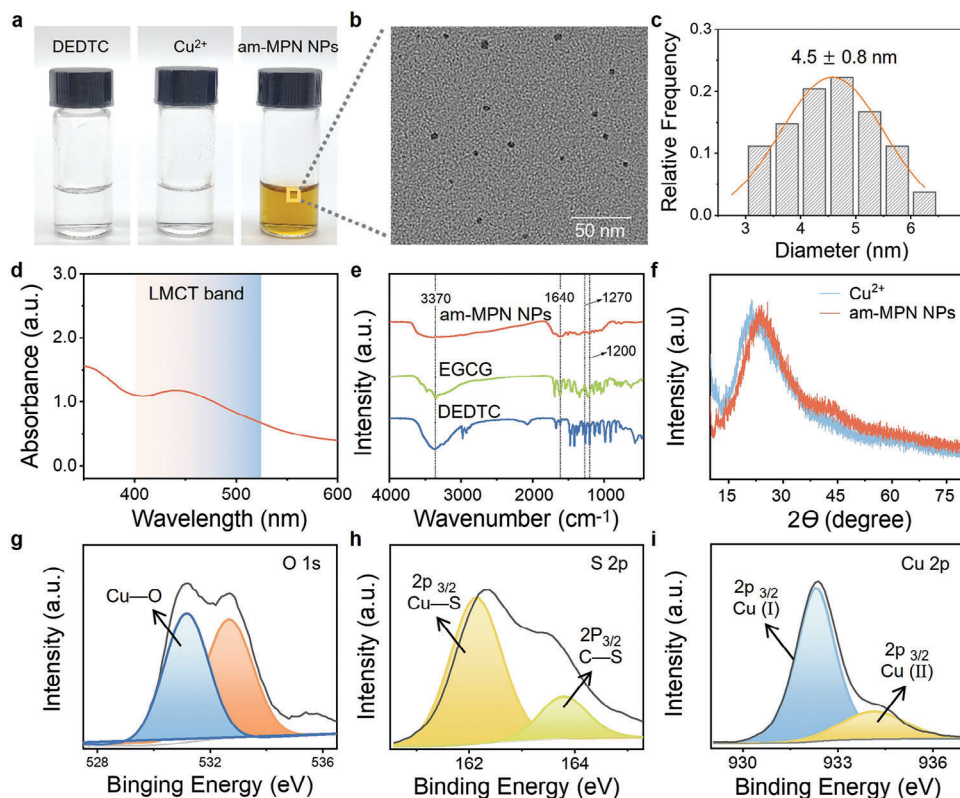 a
DEDTC
Cu²⁺
am-MPN NPs
b
50 nm
c
4.5 ± 0.8 nm
Relative Frequency
0.3
0.2
0.1
0.0
3 4 5 6
Diameter (nm)
d
LMCT band
Absorbance (a.u.)
3.0
2.0
1.0
0.0
400 500 600
Wavelength (nm)
e
3370
1640
1270
am-MPN NPs
1200
EGCG
DEDTC
Intensity (a.u.)
4000 3000 2000 1000
Wavenumber (cm⁻¹)
f
Cu²⁺
am-MPN NPs
Intensity (a.u)
15 30 45 60 75
2Θ (degree)
g
O 1s
Cu—O
Intensity (a.u.)
528 532 536
Binging Energy (eV)
h
S 2p
2p 3/2
Cu—S
2P3/2
C—S
Intensity (a.u.)
162 164
Binding Energy (eV)
i
Cu 2p
2p 3/2
Cu (I)
2p 3/2
Cu (II)
Intensity (a.u.)
930 933 936
Binding Energy (eV)